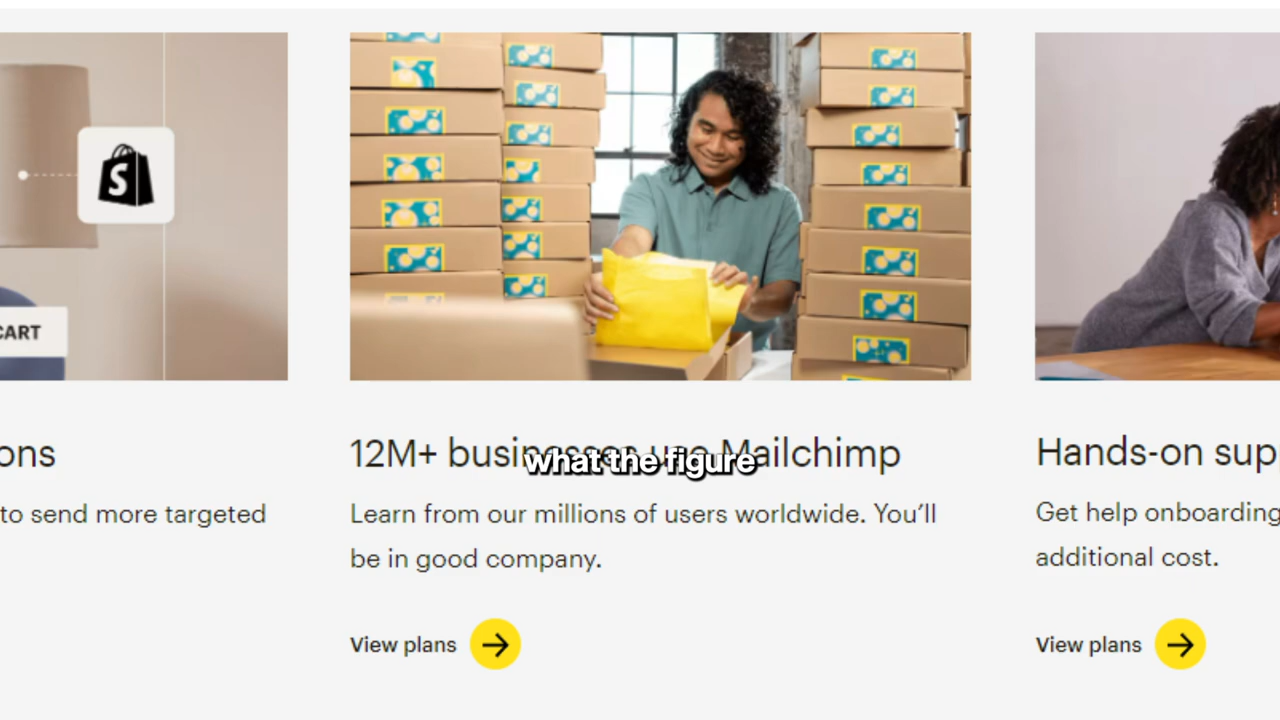 S
CART
ons
to send more targeted
12M+ businesses use Mailchimp
what the figure
Learn from our millions of users worldwide. You’ll
be in good company.
View plans
Hands-on sup
Get help onboarding
additional cost.
View plans